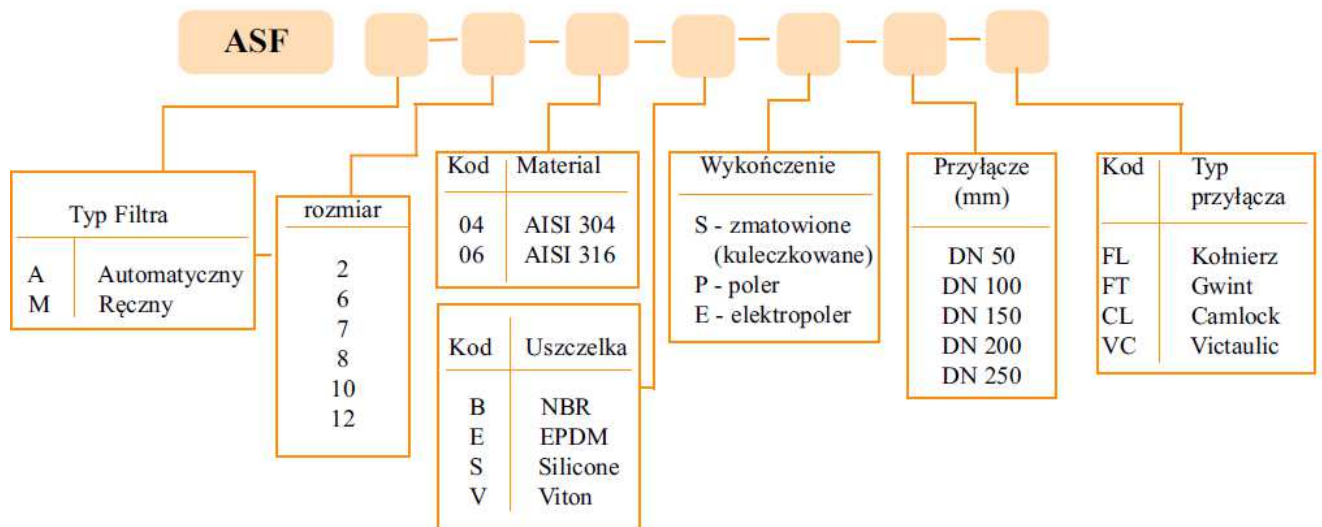 ASF
Typ Filtra
A Automatyczny
M Ręczny
rozmiar
2
6
7
8
10
12
Kod Material
04 AISI 304
06 AISI 316
Kod Uszczelka
B NBR
E EPDM
S Silicone
V Viton
Wykończenie
S - zmatowione
(kuleczkowane)
P - poler
E - elektropoler
Przyłącze
(mm)
DN 50
DN 100
DN 150
DN 200
DN 250
Kod Typ
przyłącza
FL Kołnierz
FT Gwint
CL Camlock
VC Victaulic